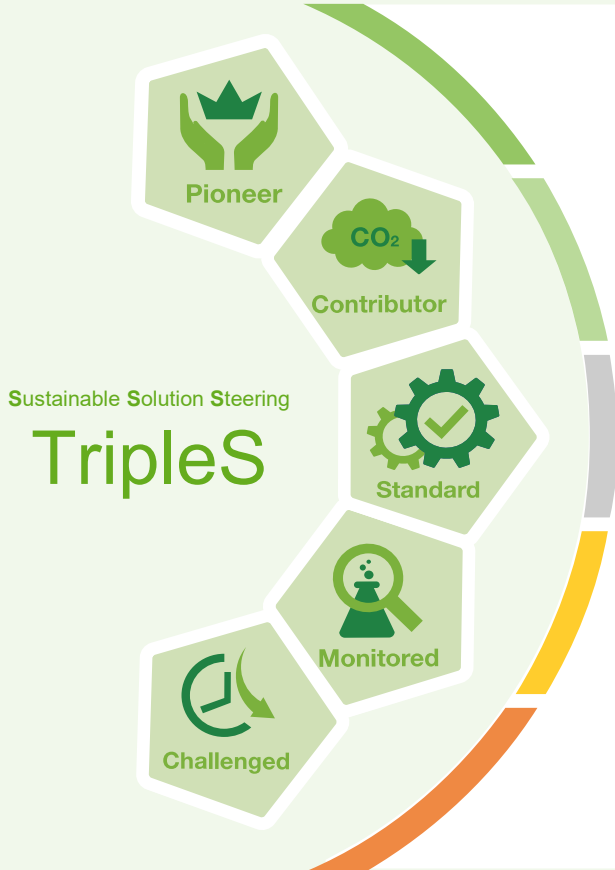 Pioneer
CO₂
Contributor
Sustainable Solution Steering
TripleS
Standard
Monitored
Challenged